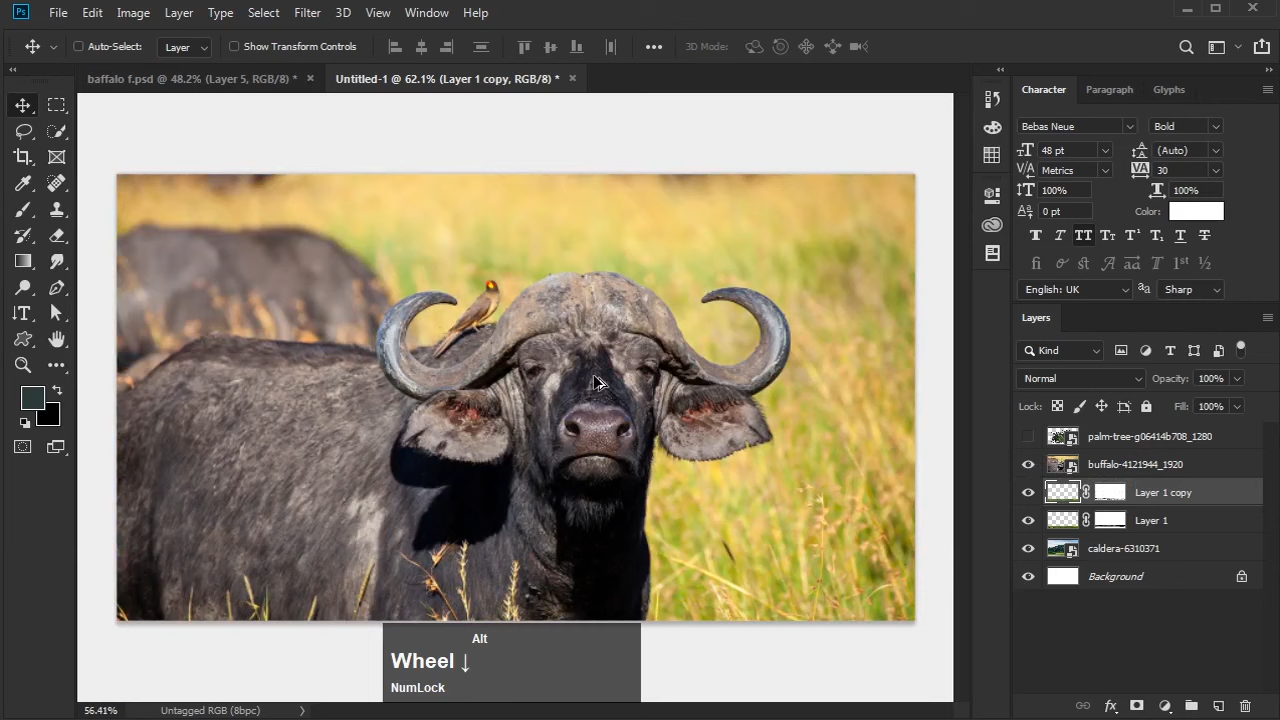 Ps File Edit Image Layer Type Select Filter 3D View Window Help
Auto-Select: Layer Show Transform Controls 3D Mode:
baffalo f.psd @ 48.2% (Layer 5, RGB/8) * Untitled-1 @ 62.1% (Layer 1 copy, RGB/8) *
Character Paragraph Glyphs
Bebas Neue Bold
48 pt (Auto)
Metrics 30
100% 100%
0 pt Color:
English: UK Sharp
Layers
Kind
Normal Opacity: 100%
Lock: Fill: 100%
palm-tree-g06414b708_1280
buffalo-4121944_1920
Layer 1 copy
Layer 1
caldera-6310371
Background
Alt
Wheel ↓
NumLock
56.41% Untagged RGB (8bpc)